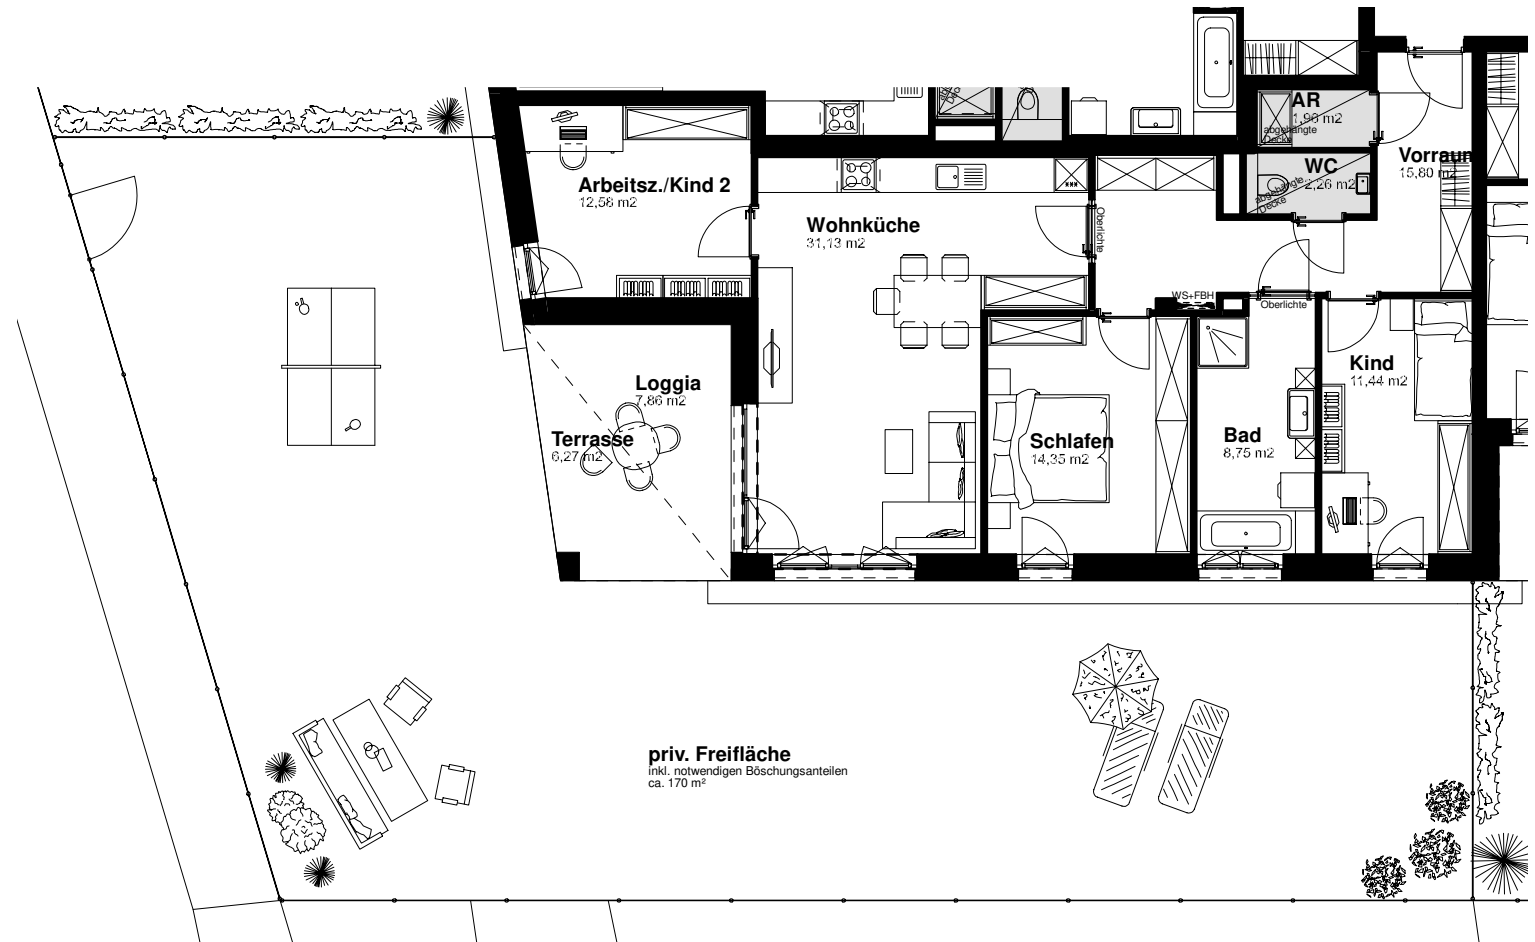 AR
1,96 m2
abgehängte
Decke
WC
2,26 m2
abgehängte
Decke
Vorraum
15,80 m2
Arbeitsz./Kind 2
12,58 m2
Wohnküche
31,13 m2
Oberlichte
WS+FBH
Oberlichte
Loggia
7,86 m2
Terrasse
6,27 m2
Schlafen
14,35 m2
Bad
8,75 m2
Kind
11,44 m2
priv. Freifläche
inkl. notwendigen Böschungsanteilen
ca. 170 m²